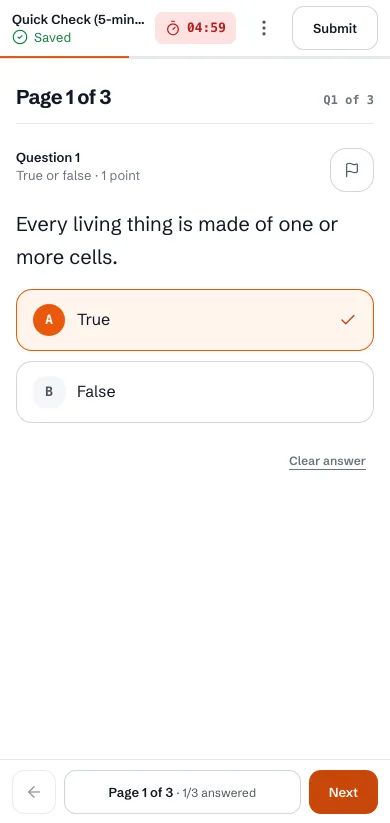 Quick Check (5-min...
Saved
04:59
Submit
Page 1 of 3
Q1 of 3
Question 1
True or false · 1 point
Every living thing is made of one or
more cells.
A
True
B
False
Clear answer
Page 1 of 3 · 1/3 answered
Next